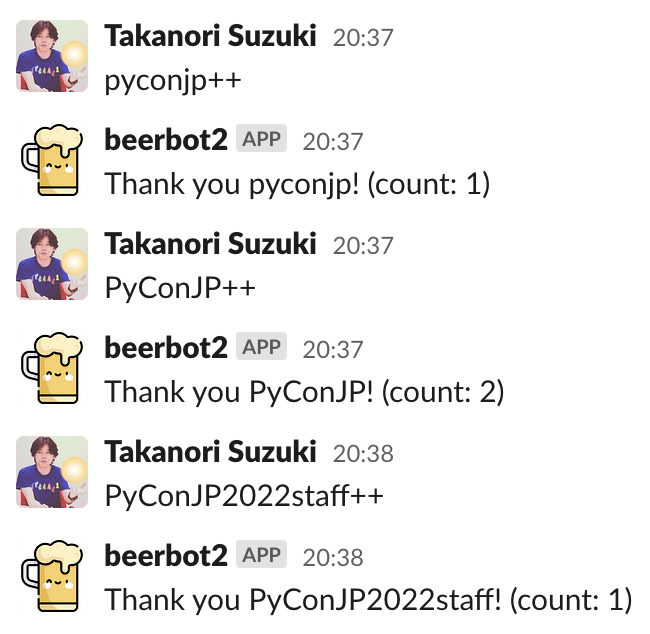 Takanori Suzuki 20:37
pyconjp++
beerbot2 APP 20:37
Thank you pyconjp! (count: 1)
Takanori Suzuki 20:37
PyConJP++
beerbot2 APP 20:37
Thank you PyConJP! (count: 2)
Takanori Suzuki 20:38
PyConJP2022staff++
beerbot2 APP 20:38
Thank you PyConJP2022staff! (count: 1)